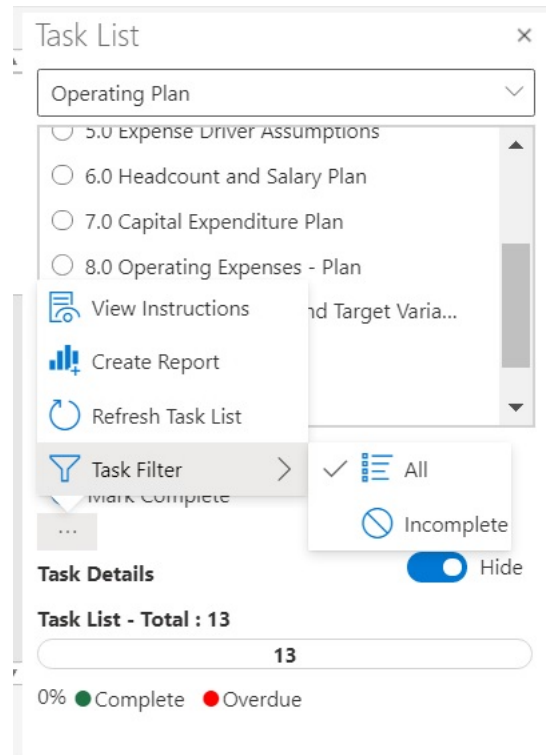 Task List
Operating Plan
5.0 Expense Driver Assumptions
6.0 Headcount and Salary Plan
7.0 Capital Expenditure Plan
8.0 Operating Expenses - Plan
View Instructions
nd Target Varia...
Create Report
Refresh Task List
Task Filter
All
Mark Complete
Incomplete
...
Task Details
Hide
Task List - Total : 13
13
0% Complete Overdue